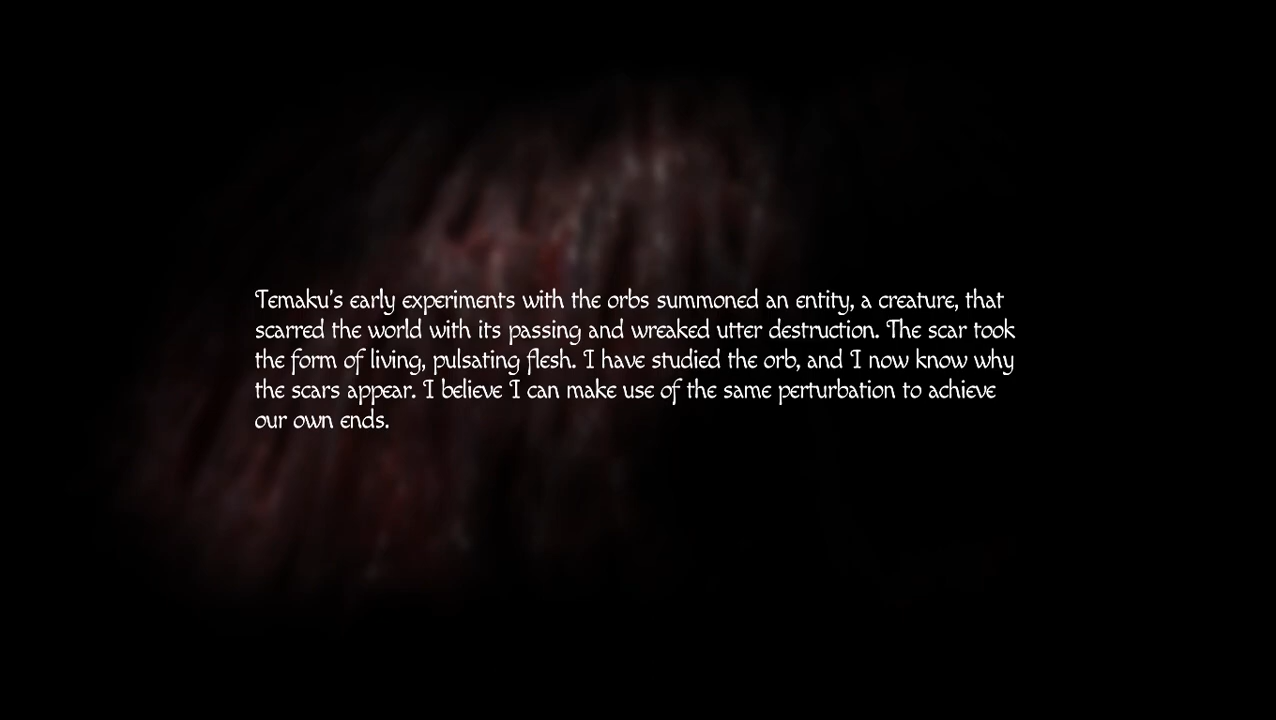 Temaku's early experiments with the orbs summoned an entity, a creature, that
scarred the world with its passing and wreaked utter destruction. The scar took
the form of living, pulsating flesh. I have studied the orb, and I now know why
the scars appear. I believe I can make use of the same perturbation to achieve
our own ends.